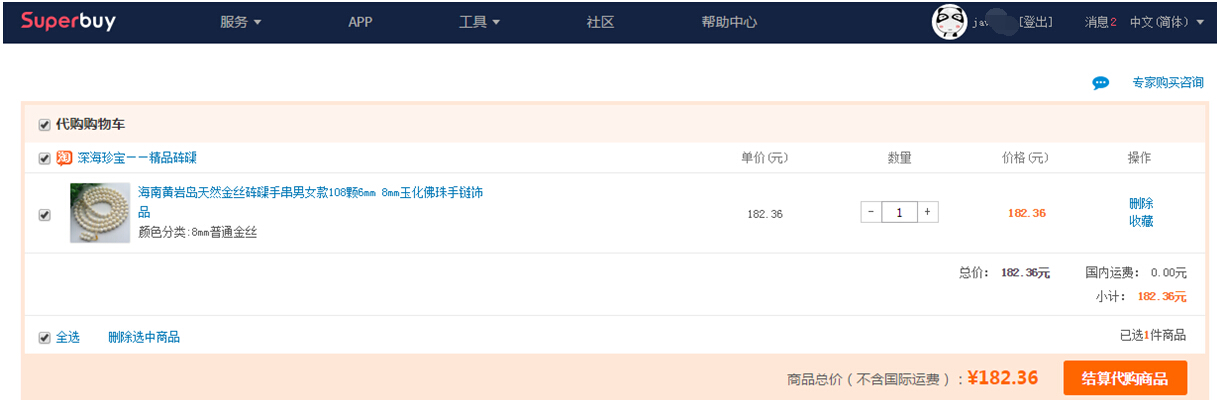 Superbuy 服务 APP 工具 社区 帮助中心 [登出] 消息2 中文(简体)
专家购买咨询
代购购物车
淘 深海珍宝——精品砗磲 单价(元) 数量 价格(元) 操作
海南黄岩岛天然金丝砗磲手串男女款108颗6mm 8mm玉化佛珠手链饰
品
颜色分类:8mm普通金丝
182.36 - 1 + 182.36 删除
收藏
总价: 182.36元 国内运费: 0.00元
小计: 182.36元
全选 删除选中商品 已选1件商品
商品总价(不含国际运费):¥182.36 结算代购商品